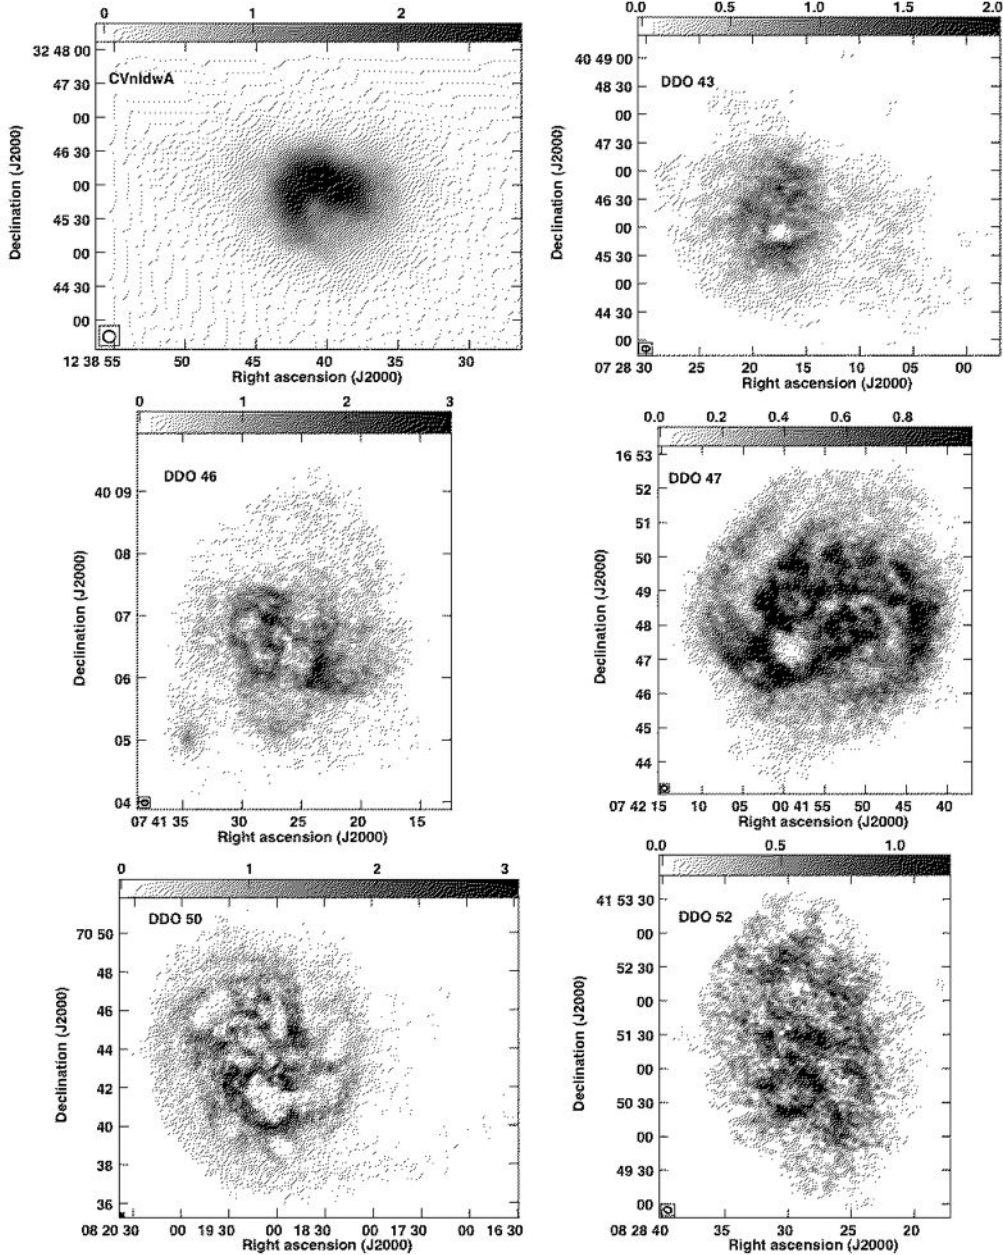 0 1 2
CVnIdwA
Declination (J2000)
32 48 00
47 30
00
46 30
00
45 30
00
44 30
00
12 38 55 50 45 40 35 30
Right ascension (J2000)
0.0 0.5 1.0 1.5 2.0
DDO 43
Declination (J2000)
40 49 00
48 30
00
47 30
00
46 30
00
45 30
00
44 30
00
07 28 30 25 20 15 10 05 00
Right ascension (J2000)
0 1 2 3
DDO 46
Declination (J2000)
40 09
08
07
06
05
04
07 41 35 30 25 20 15
Right ascension (J2000)
0.0 0.2 0.4 0.6 0.8
DDO 47
Declination (J2000)
16 53
52
51
50
49
48
47
46
45
44
07 42 15 10 05 00 41 55 50 45 40
Right ascension (J2000)
0 1 2 3
DDO 50
Declination (J2000)
70 50
48
46
44
42
40
38
36
08 20 30 00 19 30 00 18 30 00 17 30 00 16 30
Right ascension (J2000)
0 0.5 1.0
DDO 52
Declination (J2000)
41 53 30
00
52 30
00
51 30
00
50 30
00
49 30
00
08 28 40 35 30 25 20
Right ascension (J2000)